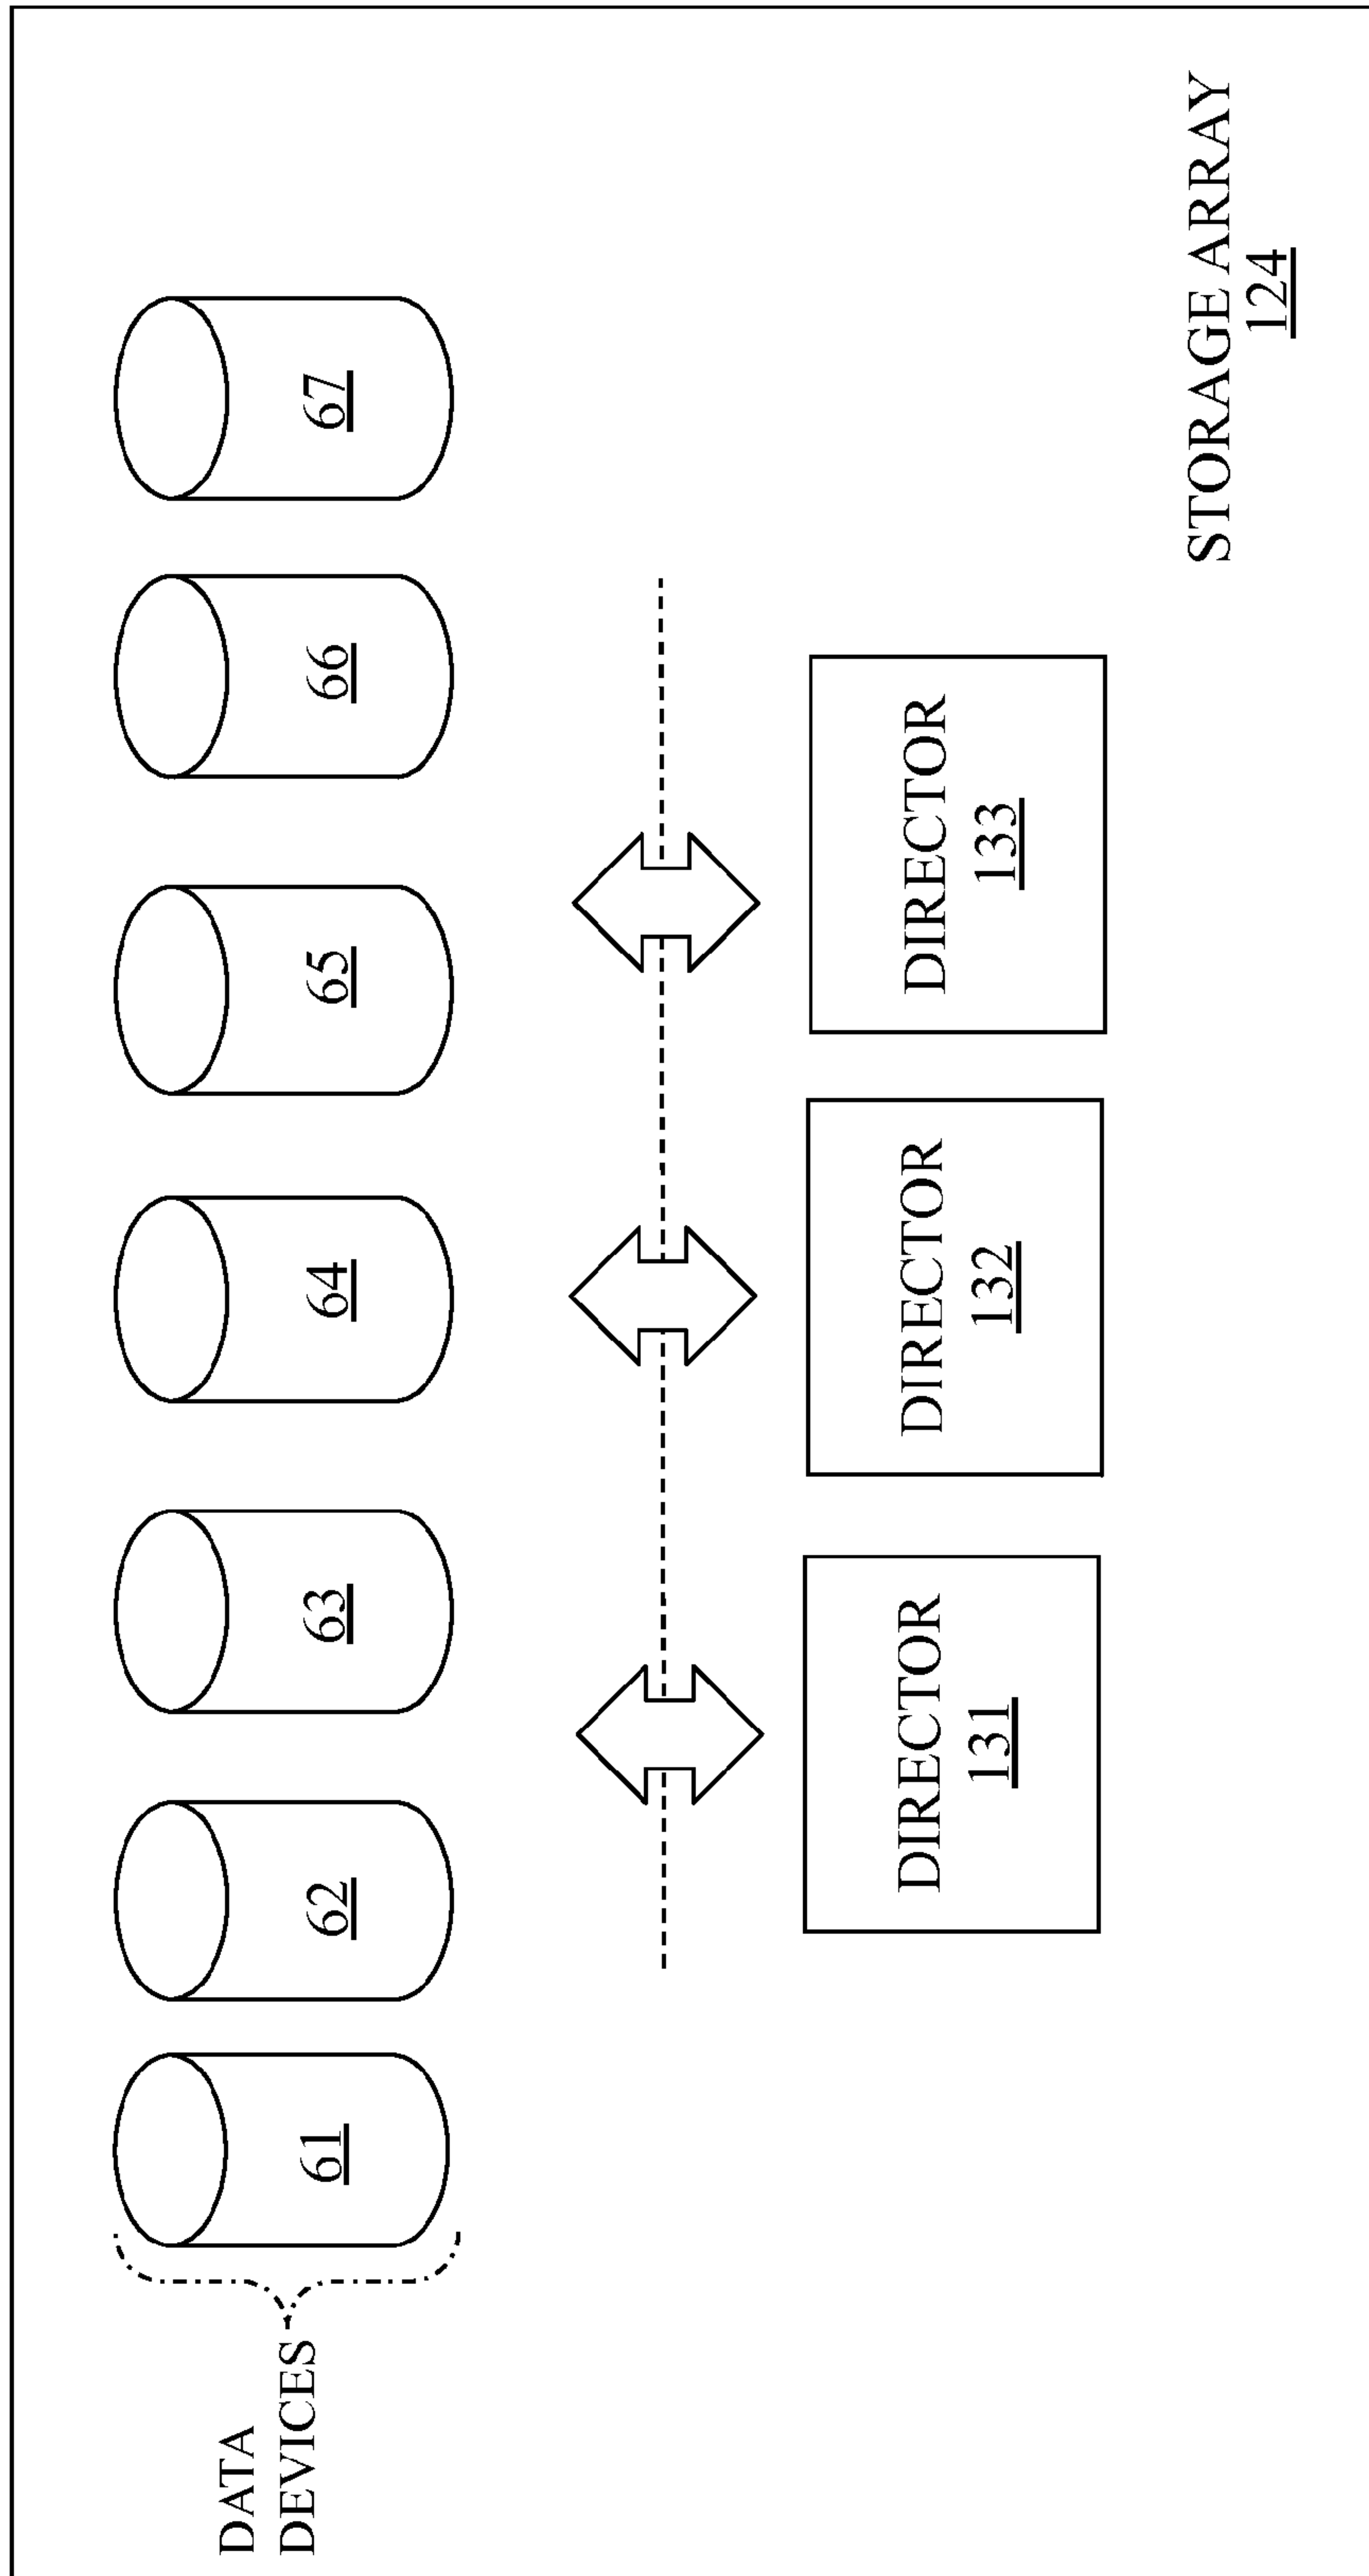 DATA
DEVICES
61
62
63
64
65
66
67
DIRECTOR
131
DIRECTOR
132
DIRECTOR
133
STORAGE ARRAY
124